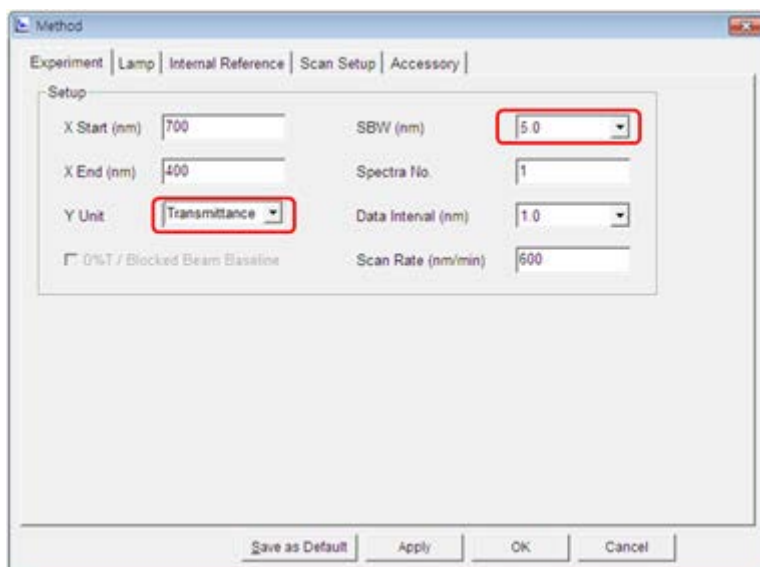 Method
Experiment Lamp Internal Reference Scan Setup Accessory
Setup
X Start (nm) 700 SBW (nm) 5.0
X End (nm) 400 Spectra No. 1
Y Unit Transmittance Data Interval (nm) 1.0
0%T / Blocked Beam Baseline Scan Rate (nm/min) 600
Save as Default Apply OK Cancel